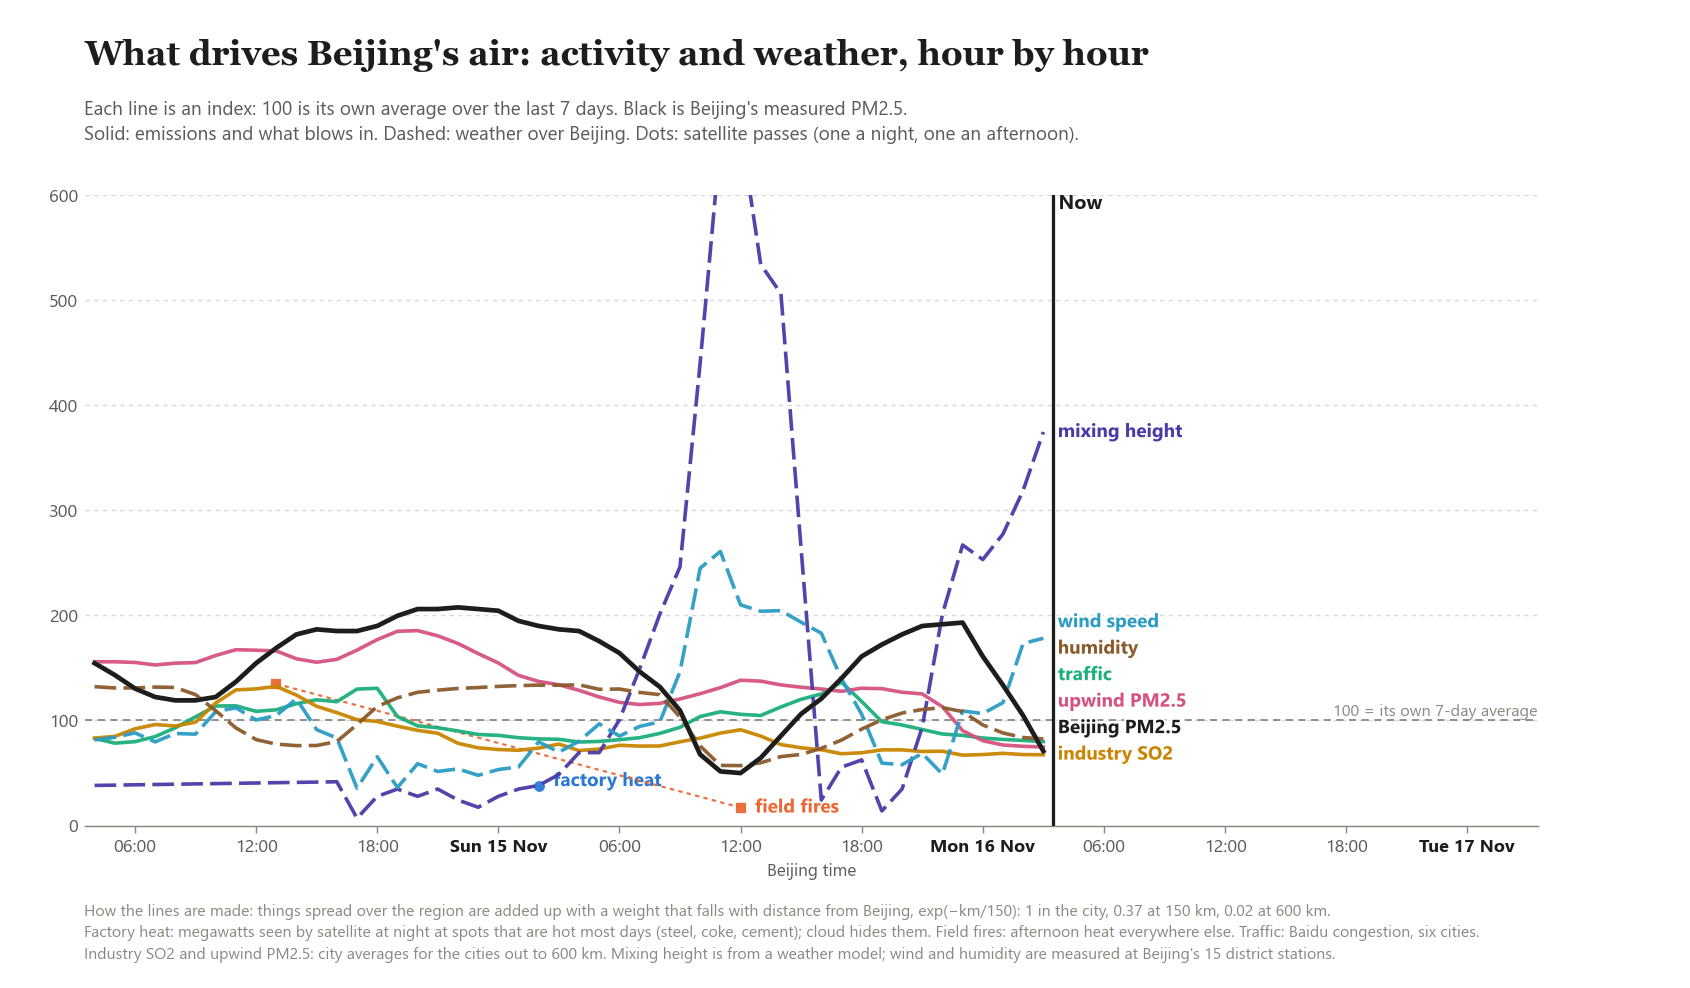 What drives Beijing's air: activity and weather, hour by hour
Each line is an index: 100 is its own average over the last 7 days. Black is Beijing's measured PM2.5.
Solid: emissions and what blows in. Dashed: weather over Beijing. Dots: satellite passes (one a night, one an afternoon).
600
Now
500
400
mixing height
300
200
wind speed
humidity
traffic
upwind PM2.5
100 = its own 7-day average
100
Beijing PM2.5
industry SO2
factory heat
field fires
0
06:00 12:00 18:00 Sun 15 Nov 06:00 12:00 18:00 Mon 16 Nov 06:00 12:00 18:00 Tue 17 Nov
Beijing time
How the lines are made: things spread over the region are added up with a weight that falls with distance from Beijing, exp(−km/150): 1 in the city, 0.37 at 150 km, 0.02 at 600 km.
Factory heat: megawatts seen by satellite at night at spots that are hot most days (steel, coke, cement); cloud hides them. Field fires: afternoon heat everywhere else. Traffic: Baidu congestion, six cities.
Industry SO2 and upwind PM2.5: city averages for the cities out to 600 km. Mixing height is from a weather model; wind and humidity are measured at Beijing's 15 district stations.